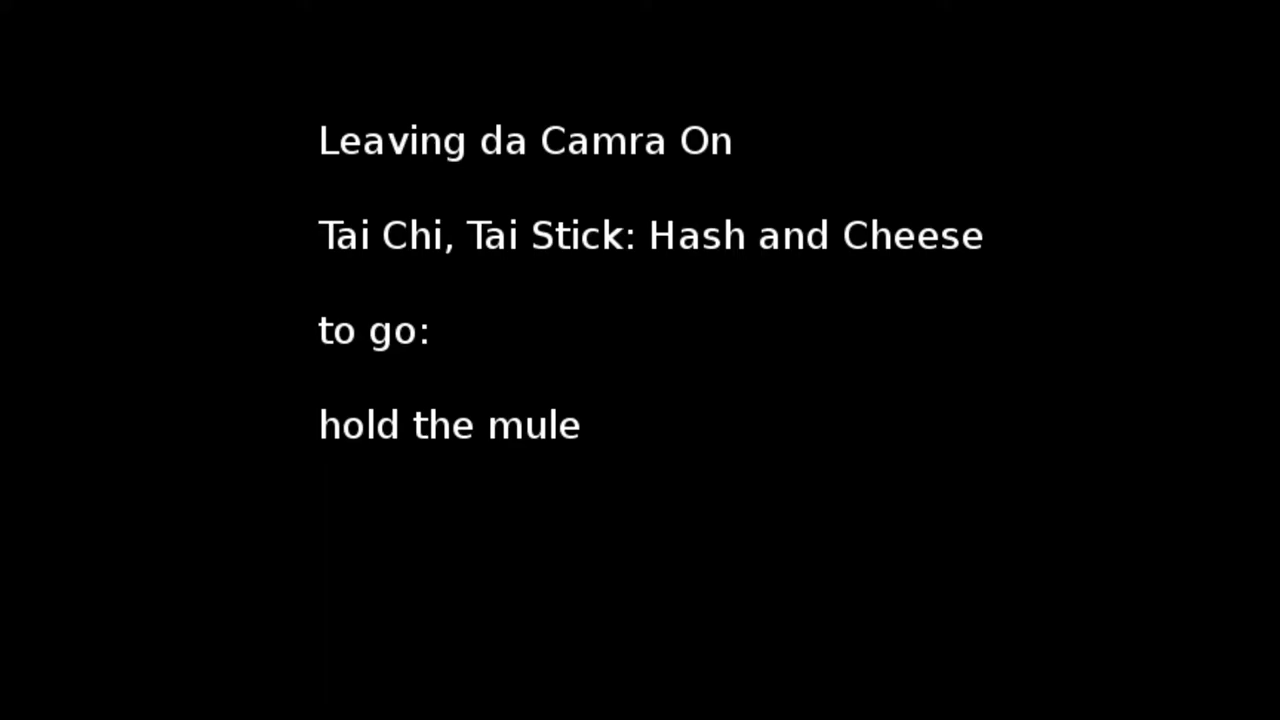 Leaving da Camra On
Tai Chi, Tai Stick: Hash and Cheese
to go:
hold the mule